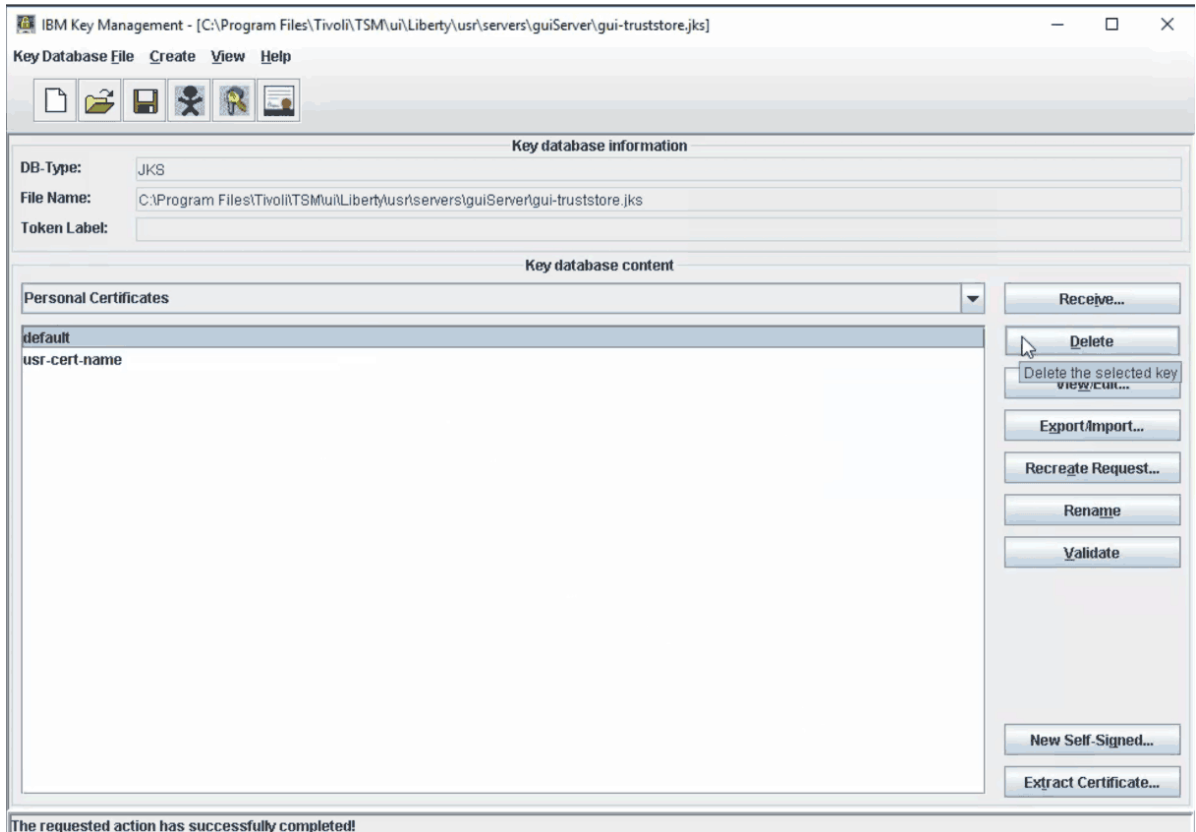 IBM Key Management - [C:\Program Files\Tivoli\TSM\ui\Liberty\usr\servers\guiServer\gui-truststore.jks]
Key Database File Create View Help
Key database information
DB-Type: JKS
File Name: C:\Program Files\Tivoli\TSM\ui\Liberty\usr\servers\guiServer\gui-truststore.jks
Token Label:
Key database content
Personal Certificates
Receive...
default
Delete
usr-cert-name
Delete the selected key
View/Edit...
Export/Import...
Recreate Request...
Rename
Validate
New Self-Signed...
Extract Certificate...
The requested action has successfully completed!